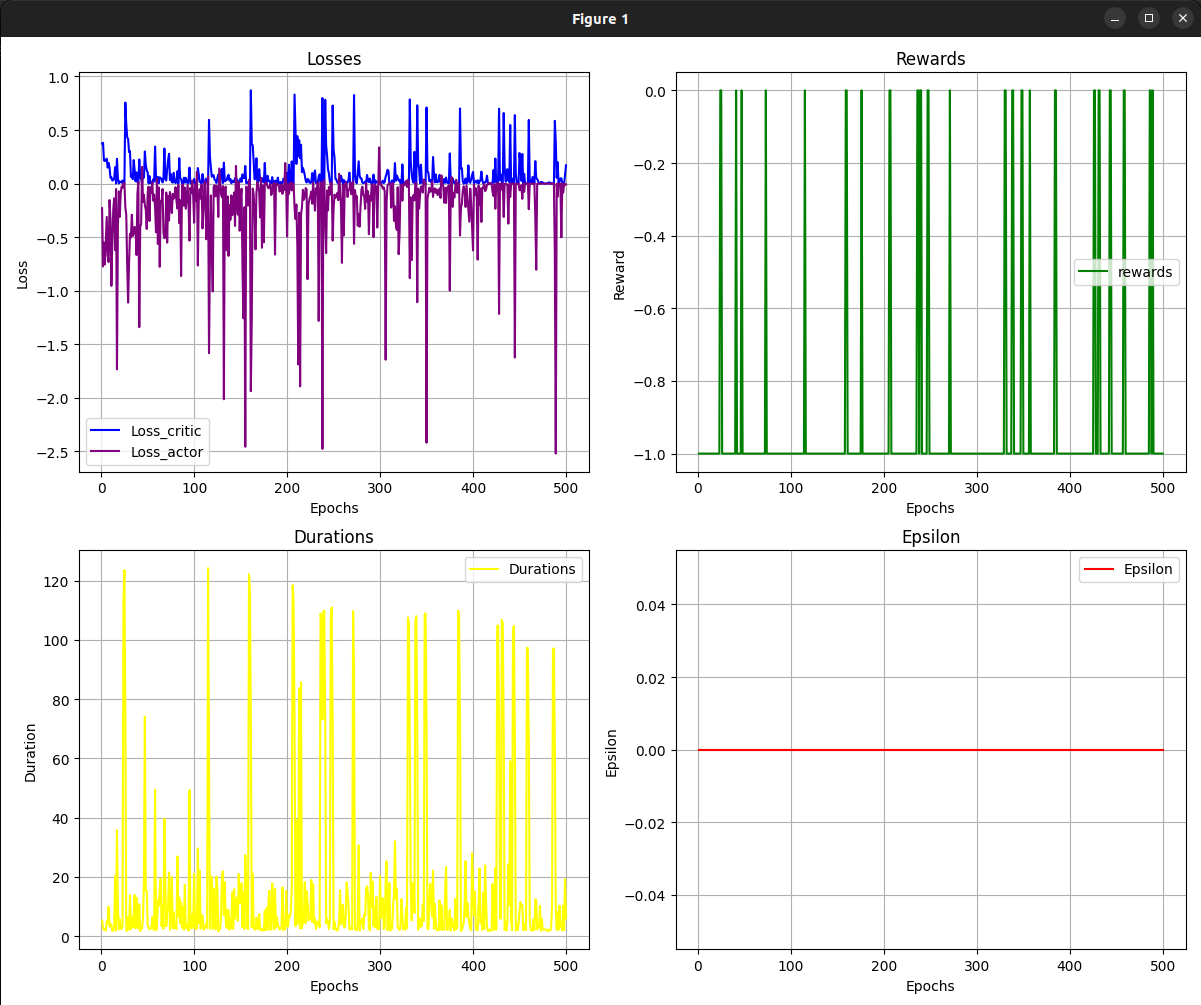 Figure 1
Losses
1.0
0.5
0.0
−0.5
−1.0
−1.5
−2.0
−2.5
Loss
Loss_critic
Loss_actor
0 100 200 300 400 500
Epochs
Rewards
0.0
−0.2
−0.4
−0.6
−0.8
−1.0
Reward
rewards
0 100 200 300 400 500
Epochs
Durations
120
100
80
60
40
20
0
Duration
Durations
0 100 200 300 400 500
Epochs
Epsilon
0.04
0.02
0.00
−0.02
−0.04
Epsilon
Epsilon
0 100 200 300 400 500
Epochs